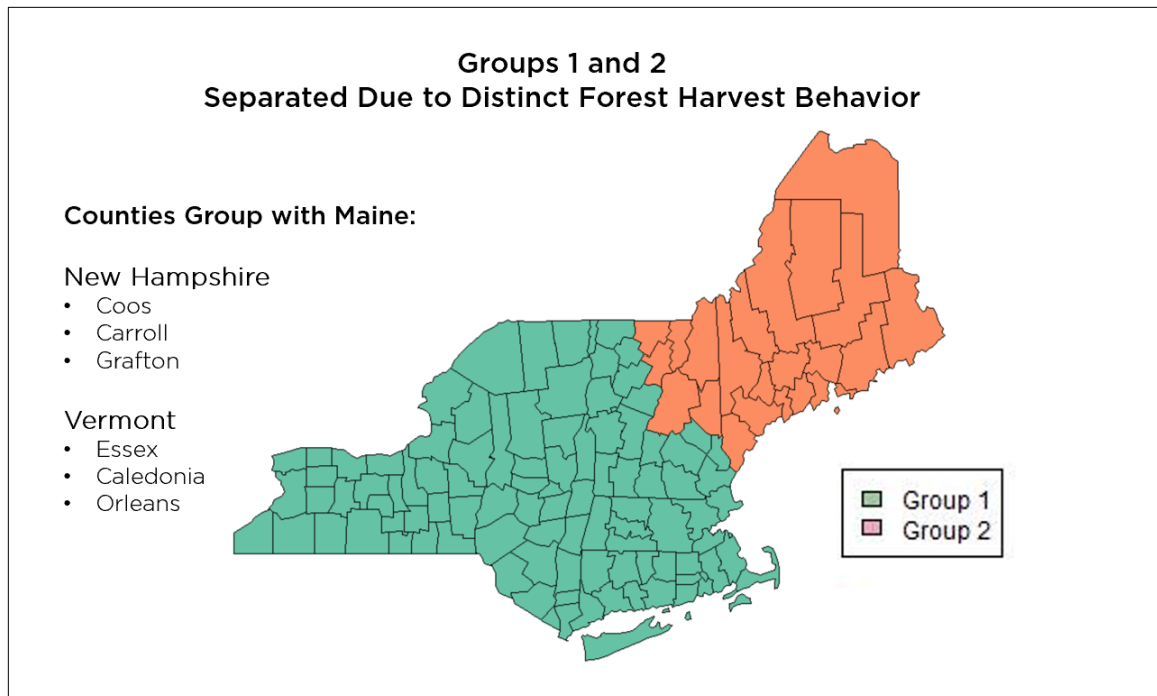 Groups 1 and 2
Separated Due to Distinct Forest Harvest Behavior
Counties Group with Maine:
New Hampshire
• Coos
• Carroll
• Grafton
Vermont
• Essex
• Caledonia
• Orleans
Group 1
Group 2